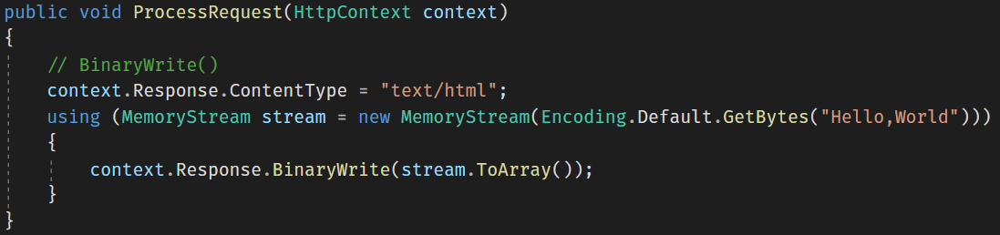 public void ProcessRequest(HttpContext context)
{
    // BinaryWrite()
    context.Response.ContentType = "text/html";
    using (MemoryStream stream = new MemoryStream(Encoding.Default.GetBytes("Hello,World")))
    {
        context.Response.BinaryWrite(stream.ToArray());
    }
}